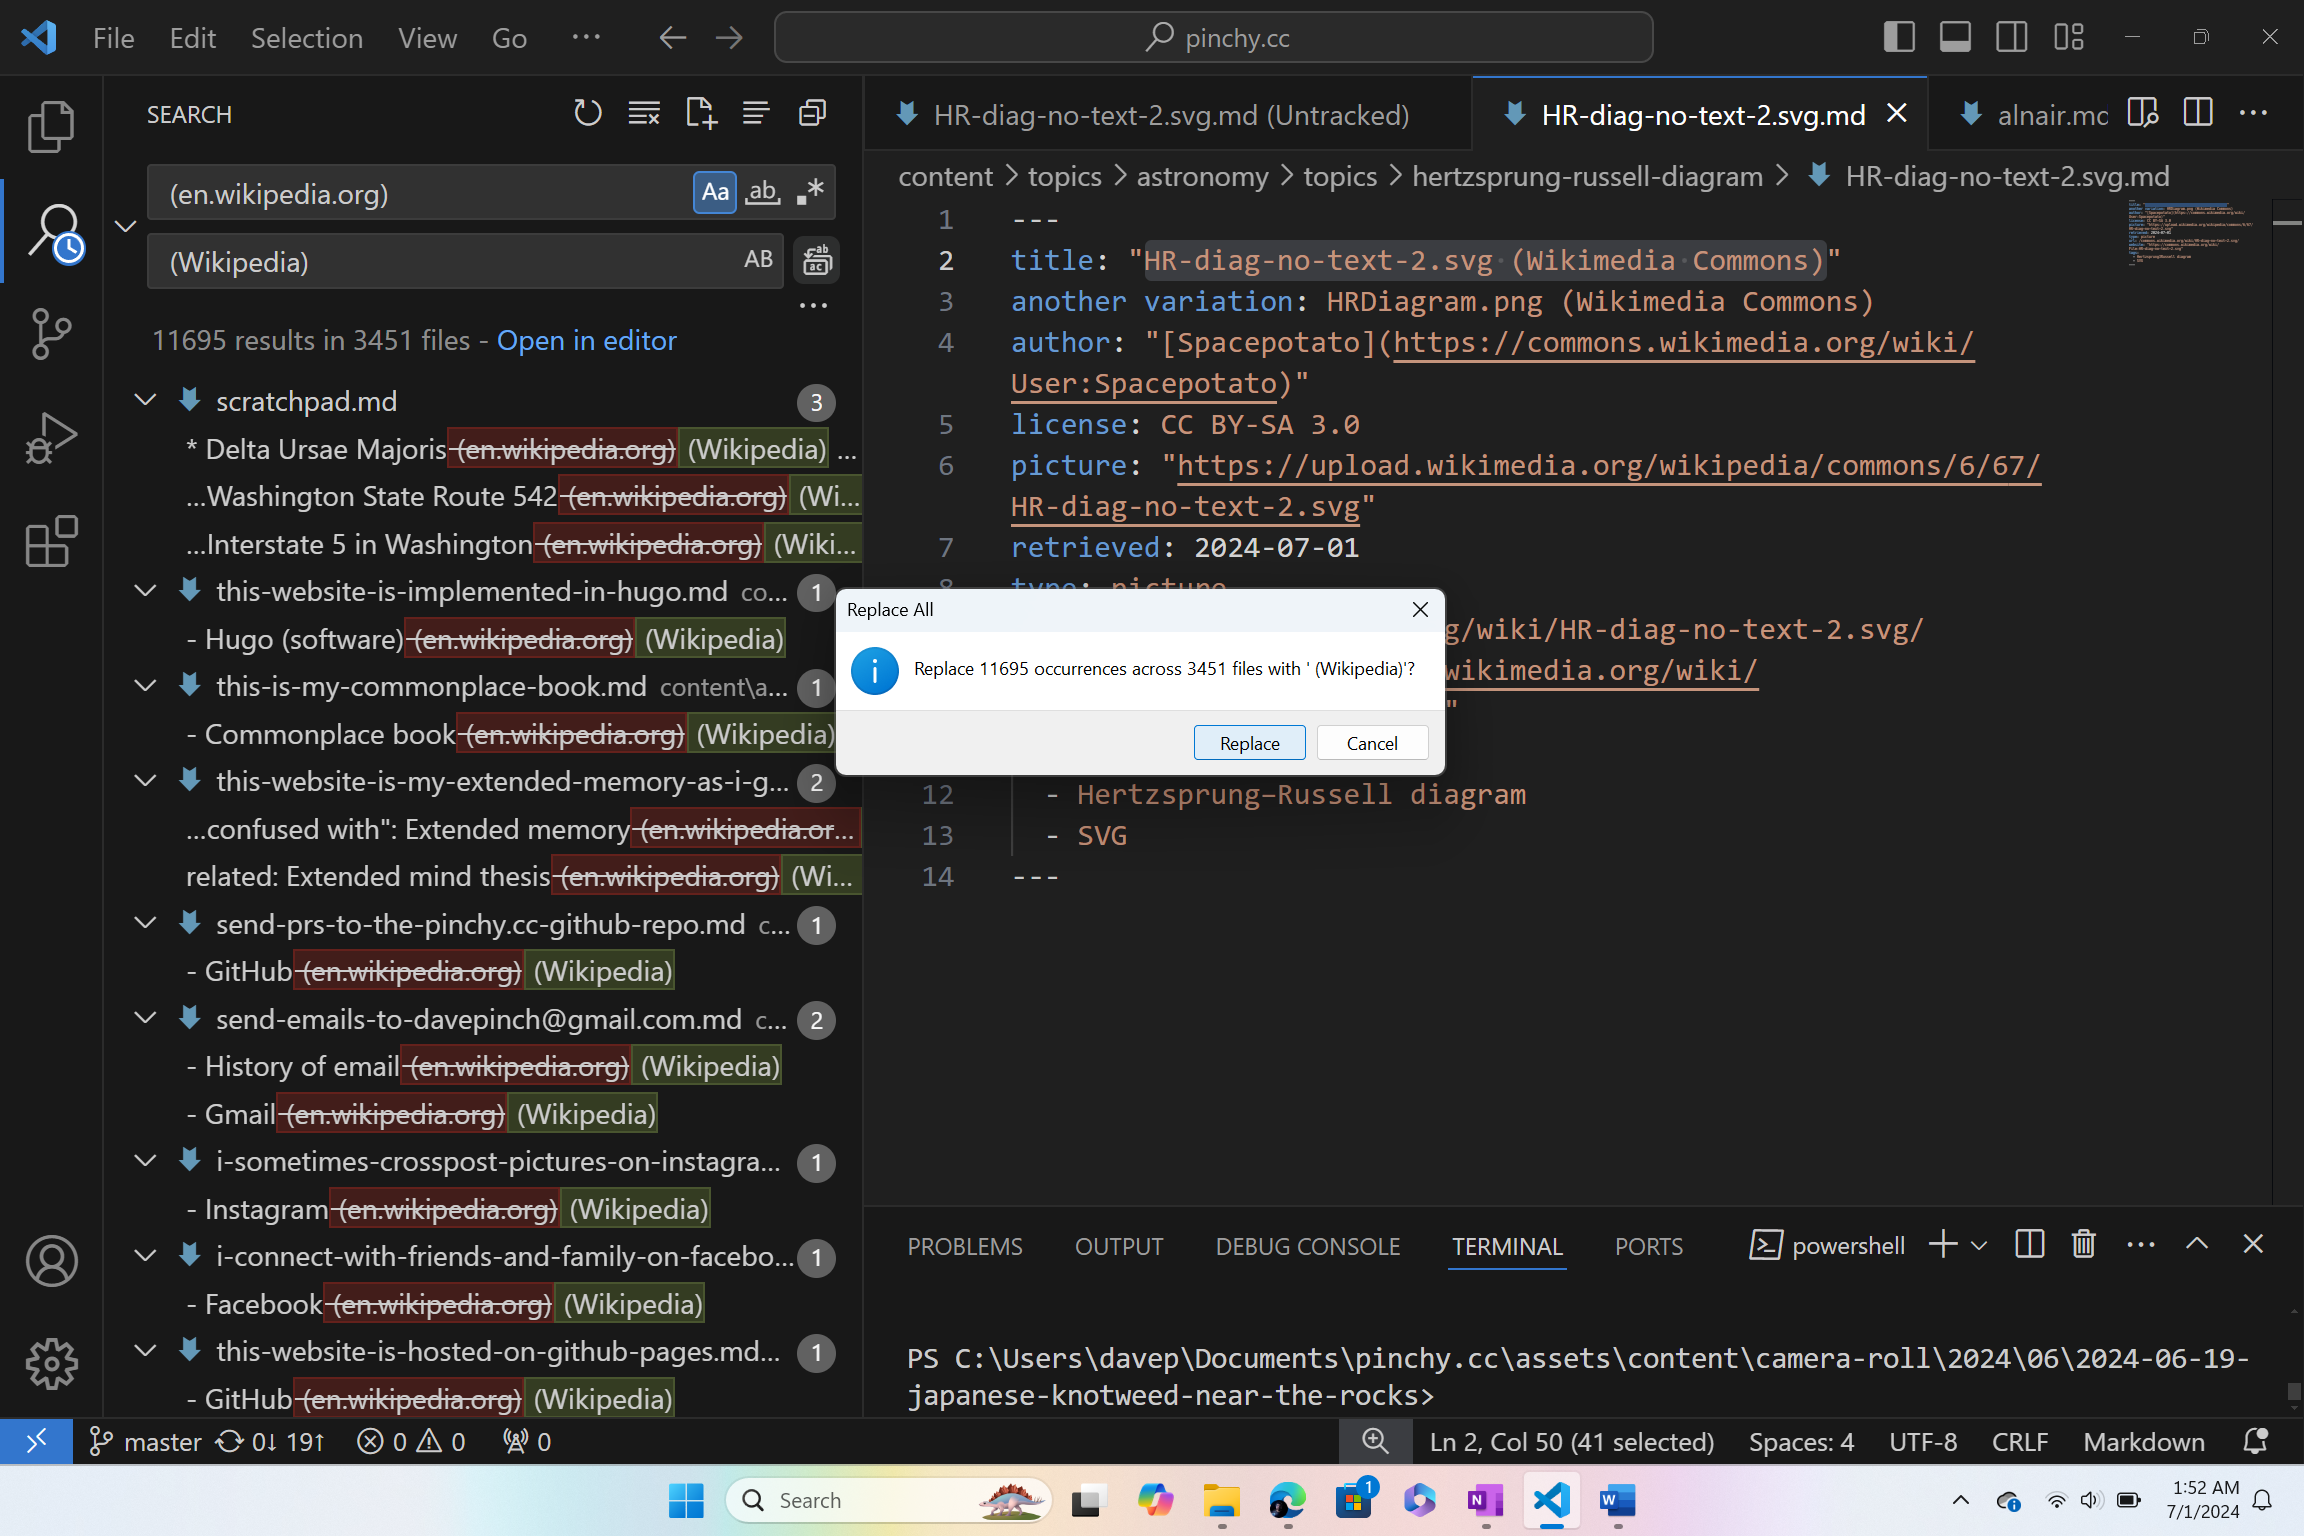 File Edit Selection View Go ··· pinchy.cc
SEARCH
(en.wikipedia.org) Aa ab .*
(Wikipedia) AB
11695 results in 3451 files - Open in editor
scratchpad.md 3
* Delta Ursae Majoris (en.wikipedia.org) (Wikipedia) ...
...Washington State Route 542 (en.wikipedia.org) (Wi...
...Interstate 5 in Washington (en.wikipedia.org) (Wiki...
this-website-is-implemented-in-hugo.md co... 1
- Hugo (software) (en.wikipedia.org) (Wikipedia)
this-is-my-commonplace-book.md content\a... 1
- Commonplace book (en.wikipedia.org) (Wikipedia)
this-website-is-my-extended-memory-as-i-g... 2
...confused with": Extended memory (en.wikipedia.or...
related: Extended mind thesis (en.wikipedia.org) (Wi...
send-prs-to-the-pinchy.cc-github-repo.md c... 1
- GitHub (en.wikipedia.org) (Wikipedia)
send-emails-to-davepinch@gmail.com.md c... 2
- History of email (en.wikipedia.org) (Wikipedia)
- Gmail (en.wikipedia.org) (Wikipedia)
i-sometimes-crosspost-pictures-on-instagra... 1
- Instagram (en.wikipedia.org) (Wikipedia)
i-connect-with-friends-and-family-on-facebo... 1
- Facebook (en.wikipedia.org) (Wikipedia)
this-website-is-hosted-on-github-pages.md... 1
- GitHub (en.wikipedia.org) (Wikipedia)
HR-diag-no-text-2.svg.md (Untracked) HR-diag-no-text-2.svg.md alnair.md
content > topics > astronomy > topics > hertzsprung-russell-diagram > HR-diag-no-text-2.svg.md
1 ---
2 title: "HR-diag-no-text-2.svg (Wikimedia Commons)"
3 another variation: HRDiagram.png (Wikimedia Commons)
4 author: "[Spacepotato](https://commons.wikimedia.org/wiki/
User:Spacepotato)"
5 license: CC BY-SA 3.0
6 picture: "https://upload.wikimedia.org/wikipedia/commons/6/67/
HR-diag-no-text-2.svg"
7 retrieved: 2024-07-01
8 type: picture
g/wiki/HR-diag-no-text-2.svg/
wikimedia.org/wiki/
"
12 - Hertzsprung–Russell diagram
13 - SVG
14 ---
Replace All
Replace 11695 occurrences across 3451 files with ' (Wikipedia)'?
Replace Cancel
PROBLEMS OUTPUT DEBUG CONSOLE TERMINAL PORTS powershell
PS C:\Users\davep\Documents\pinchy.cc\assets\content\camera-roll\2024\06\2024-06-19-
japanese-knotweed-near-the-rocks>
master 0↓ 19↑ 0 0 0 Ln 2, Col 50 (41 selected) Spaces: 4 UTF-8 CRLF Markdown
Search 1 1:52 AM
7/1/2024